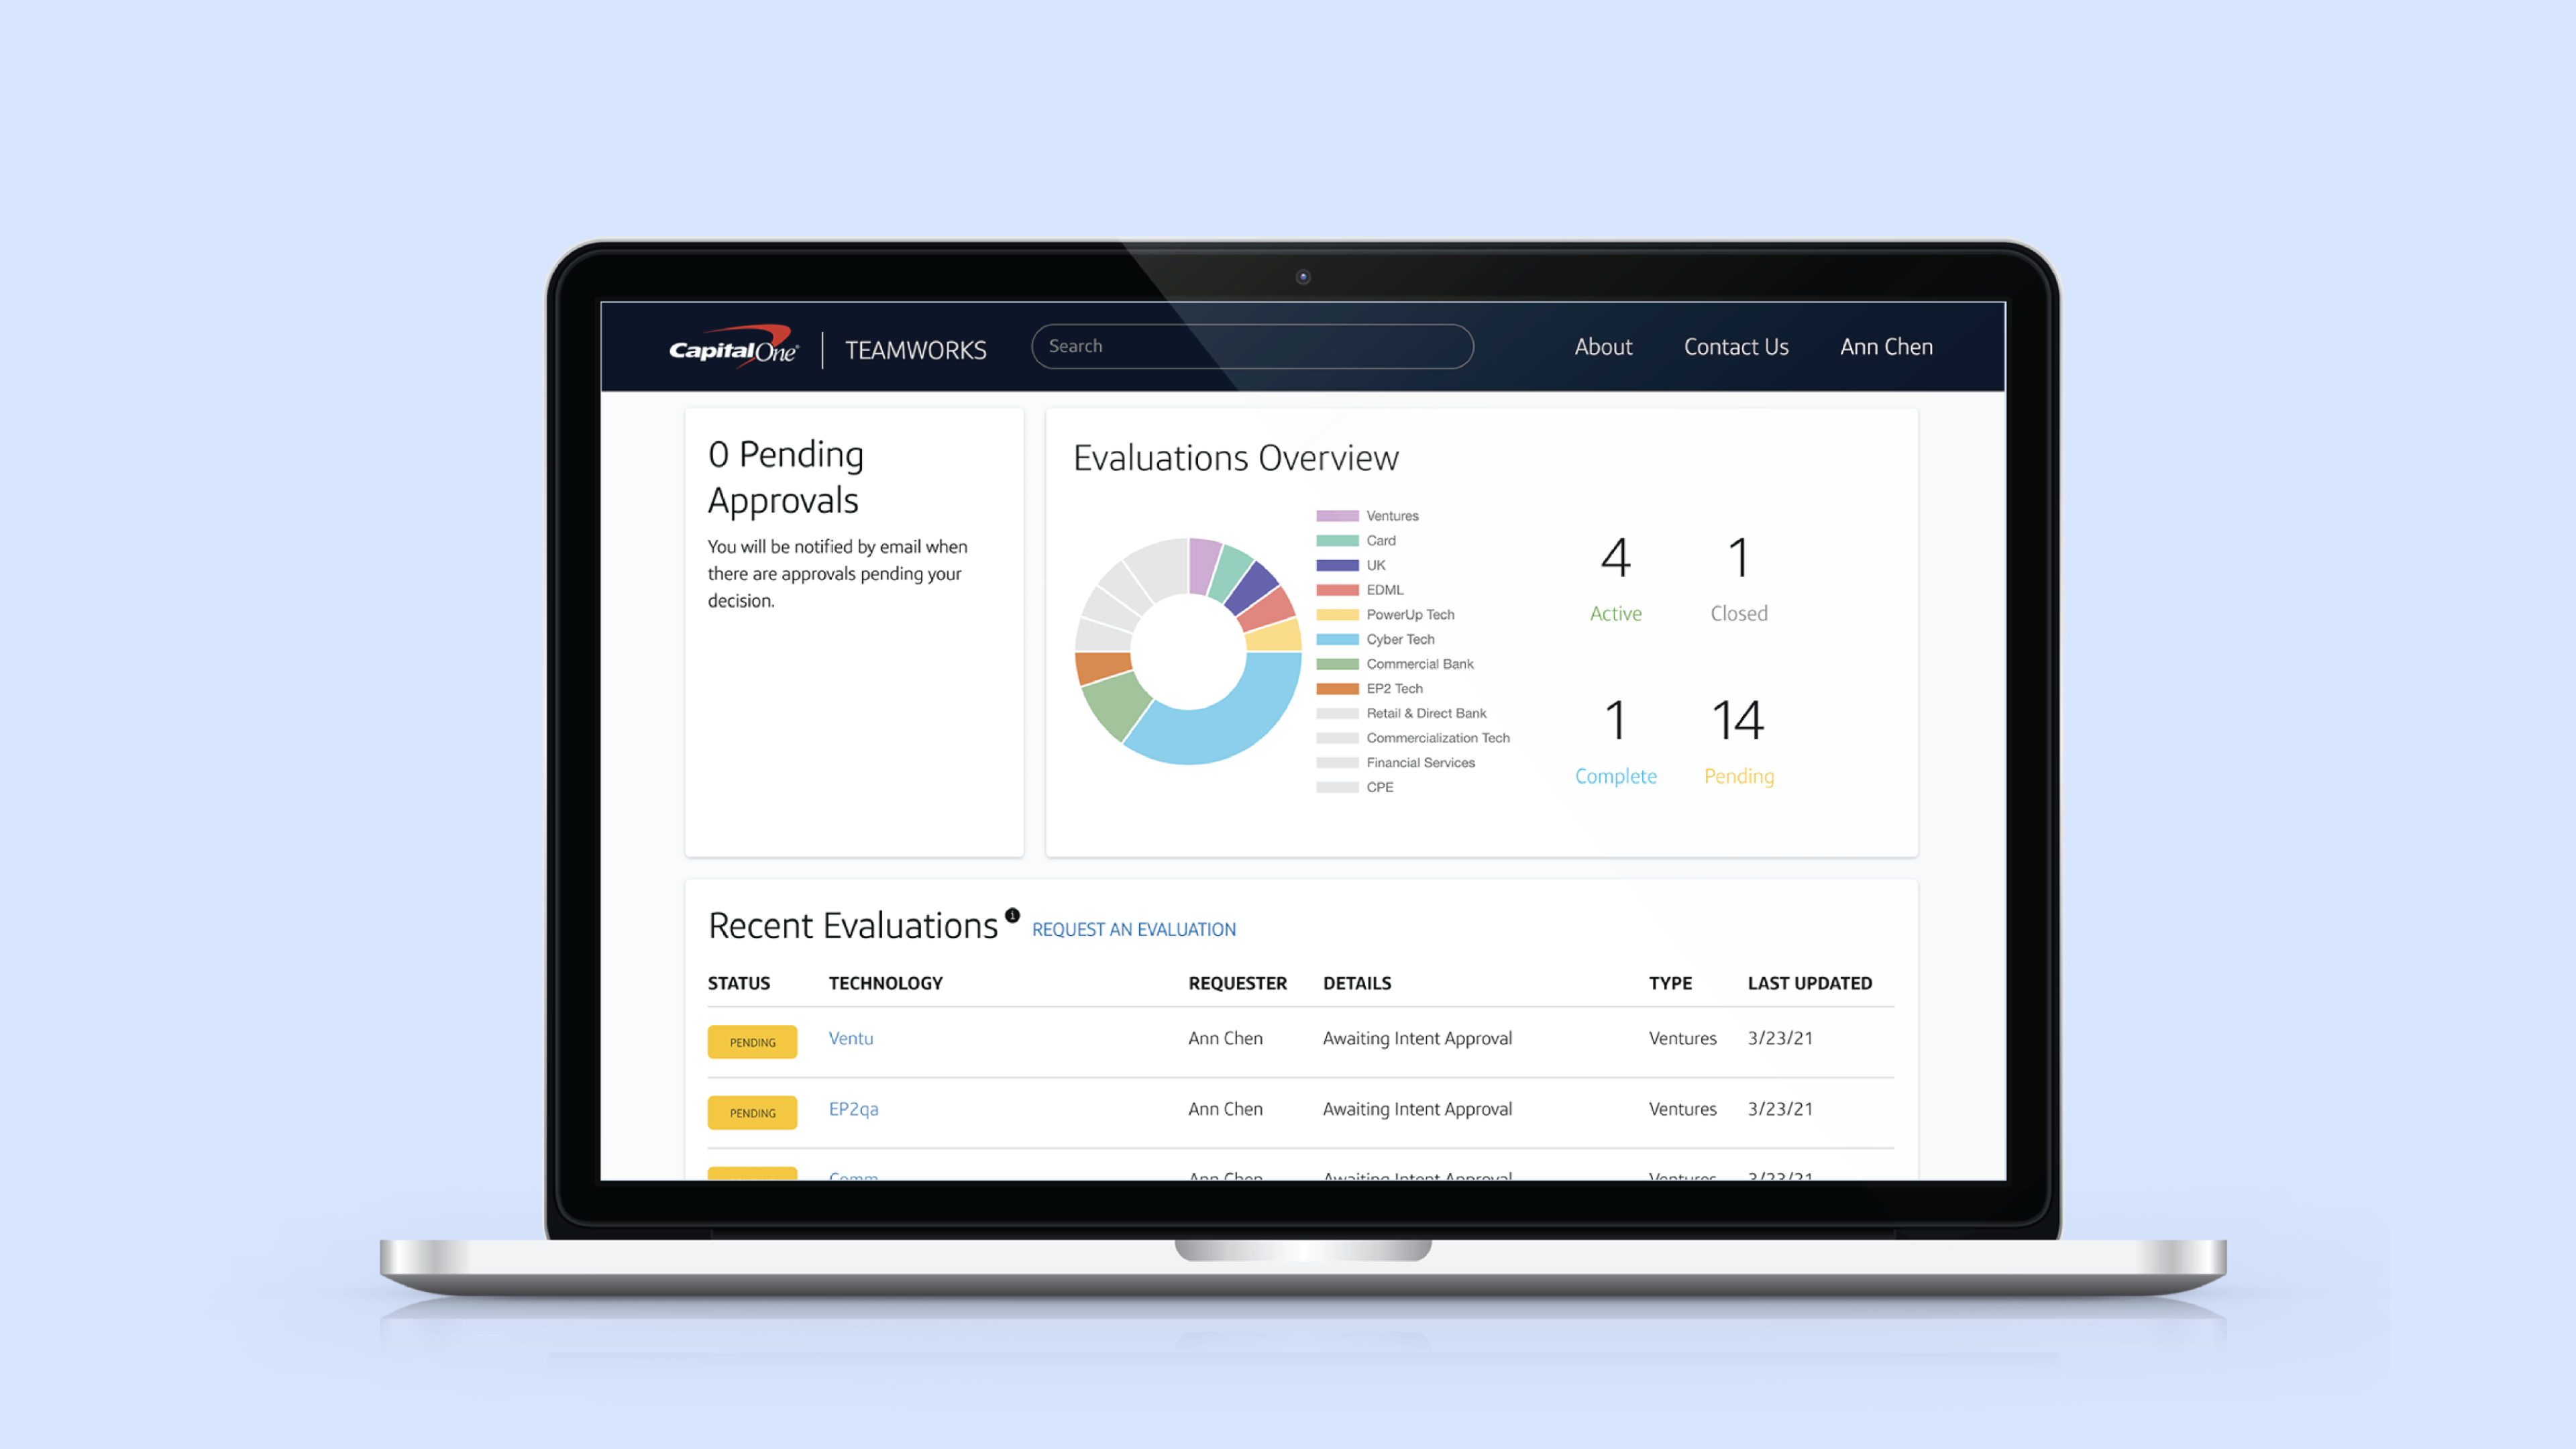 CapitalOne®
TEAMWORKS
Search
About
Contact Us
Ann Chen
0 Pending
Approvals
You will be notified by email when
there are approvals pending your
decision.
Evaluations Overview
Ventures
Card
UK
EDML
PowerUp Tech
Cyber Tech
Commercial Bank
EP2 Tech
Retail & Direct Bank
Commercialization Tech
Financial Services
CPE
4
Active
1
Closed
1
Complete
14
Pending
Recent Evaluations i
REQUEST AN EVALUATION
STATUS TECHNOLOGY REQUESTER DETAILS TYPE LAST UPDATED
PENDING Ventu Ann Chen Awaiting Intent Approval Ventures 3/23/21
PENDING EP2qa Ann Chen Awaiting Intent Approval Ventures 3/23/21
Comm Ann Chen Awaiting Intent Approval Ventures 3/23/21